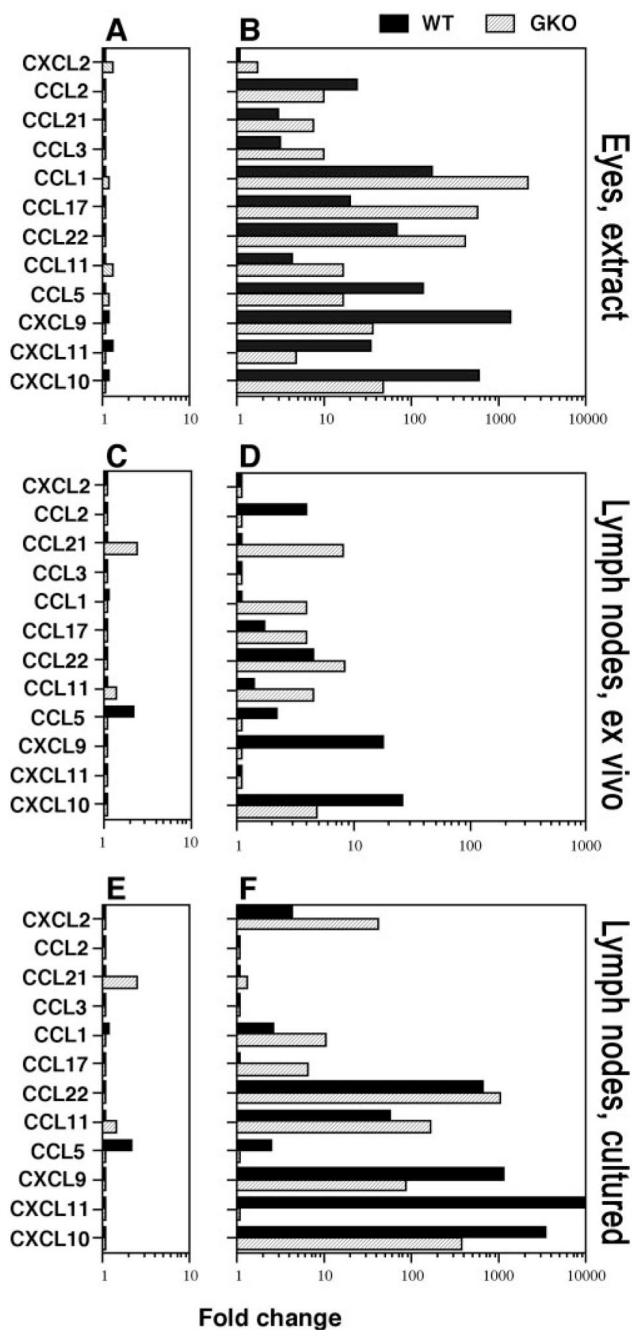 A
B
WT
GKO
CXCL2
CCL2
CCL21
CCL3
CCL1
CCL17
CCL22
CCL11
CCL5
CXCL9
CXCL11
CXCL10
1 10
1 10 100 1000 10000
Eyes, extract
C
D
CXCL2
CCL2
CCL21
CCL3
CCL1
CCL17
CCL22
CCL11
CCL5
CXCL9
CXCL11
CXCL10
1 10
1 10 100 1000
Lymph nodes, ex vivo
E
F
CXCL2
CCL2
CCL21
CCL3
CCL1
CCL17
CCL22
CCL11
CCL5
CXCL9
CXCL11
CXCL10
1 10
1 10 100 1000 10000
Lymph nodes, cultured
Fold change